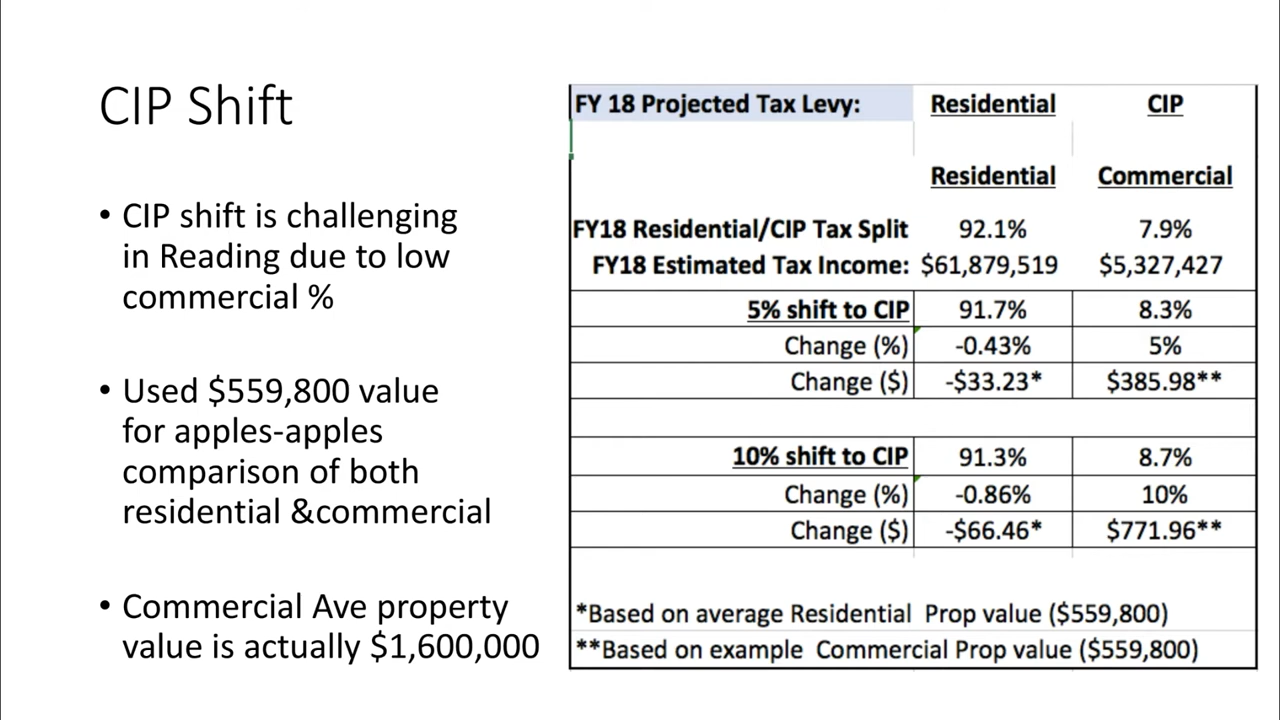 CIP Shift
• CIP shift is challenging
in Reading due to low
commercial %
• Used $559,800 value
for apples-apples
comparison of both
residential &commercial
• Commercial Ave property
value is actually $1,600,000
FY 18 Projected Tax Levy: Residential CIP
Residential Commercial
FY18 Residential/CIP Tax Split 92.1% 7.9%
FY18 Estimated Tax Income: $61,879,519 $5,327,427
5% shift to CIP 91.7% 8.3%
Change (%) -0.43% 5%
Change ($) -$33.23* $385.98**
10% shift to CIP 91.3% 8.7%
Change (%) -0.86% 10%
Change ($) -$66.46* $771.96**
*Based on average Residential Prop value ($559,800)
**Based on example Commercial Prop value ($559,800)